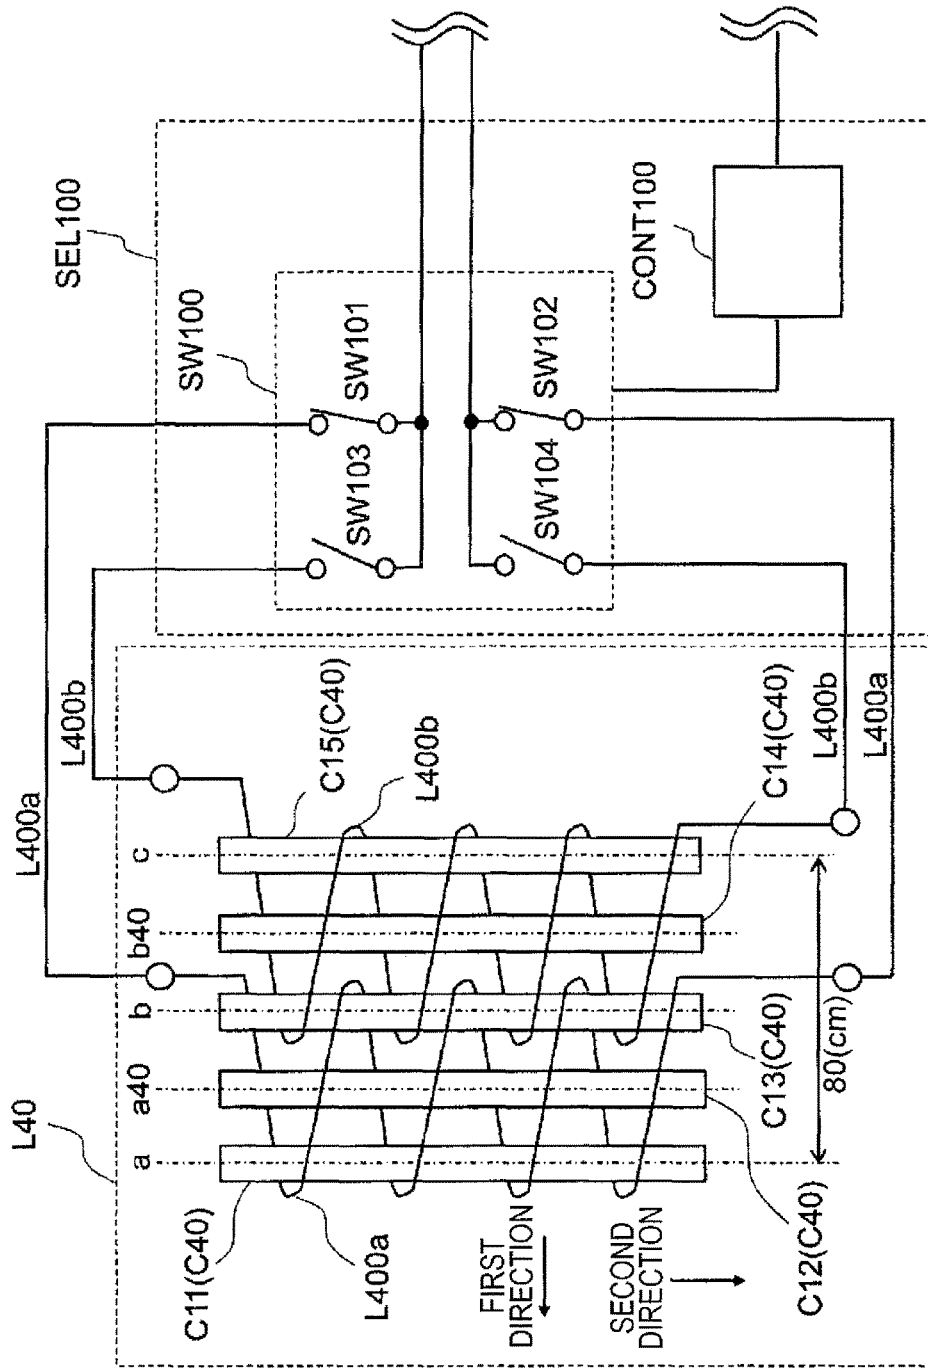 SEL100
SW100
SW101
SW103
SW102
SW104
CONT100
L400a
L400b
L40
a
a40
b
b40
c
C15(C40)
L400b
C11(C40)
L400a
C14(C40)
L400b
L400a
C13(C40)
80(cm)
C12(C40)
FIRST
DIRECTION
SECOND
DIRECTION